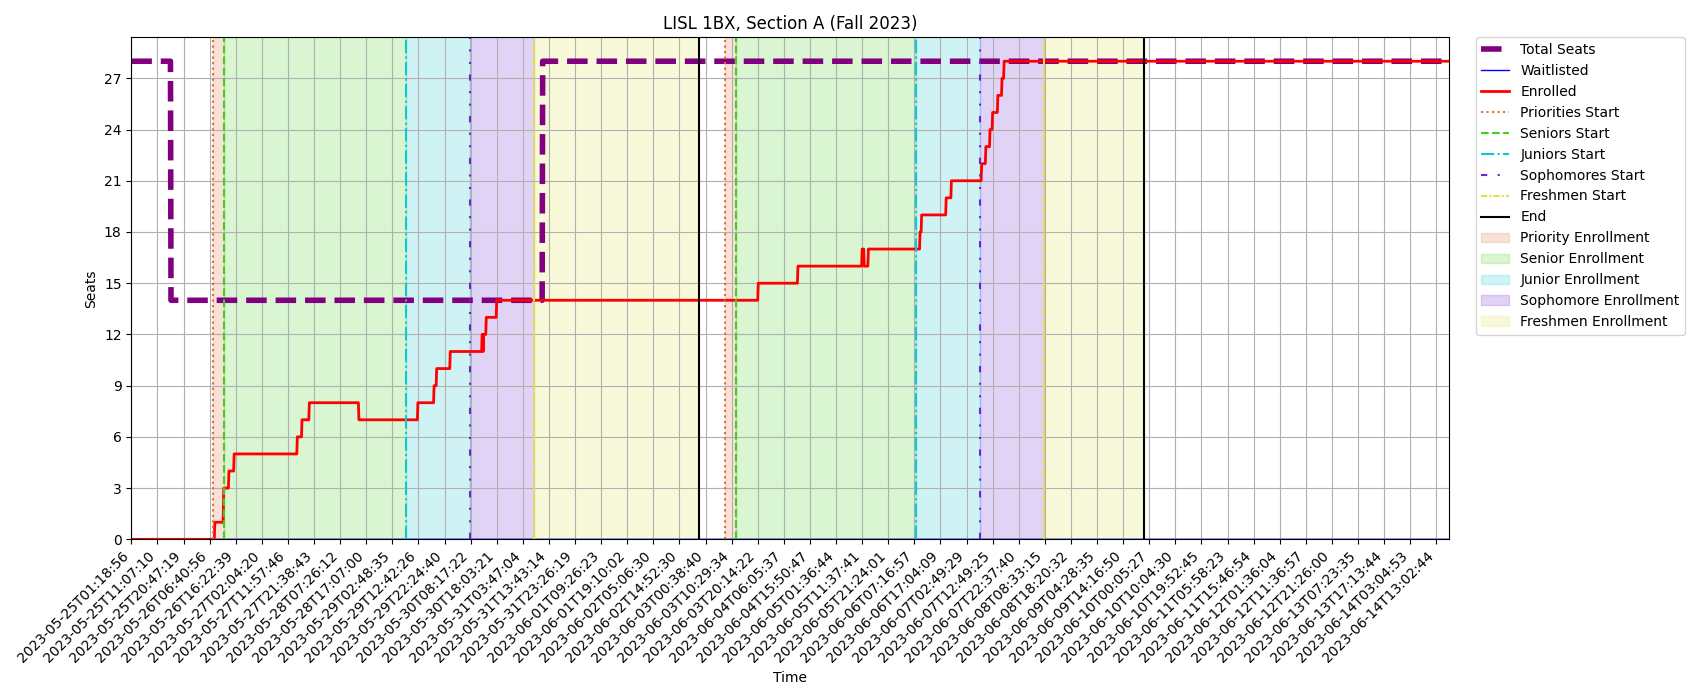 LISL 1BX, Section A (Fall 2023)
Total Seats
Waitlisted
Enrolled
Priorities Start
Seniors Start
Juniors Start
Sophomores Start
Freshmen Start
End
Priority Enrollment
Senior Enrollment
Junior Enrollment
Sophomore Enrollment
Freshmen Enrollment
Seats
27
24
21
18
15
12
9
6
3
0
2023-05-25T01:18:56
2023-05-25T11:07:10
2023-05-25T20:47:19
2023-05-26T06:40:56
2023-05-26T16:22:39
2023-05-27T02:04:20
2023-05-27T11:57:46
2023-05-27T21:38:43
2023-05-28T07:26:12
2023-05-28T17:07:00
2023-05-29T02:48:35
2023-05-29T12:42:26
2023-05-29T22:24:40
2023-05-30T08:17:22
2023-05-30T18:03:21
2023-05-31T03:47:04
2023-05-31T13:43:14
2023-05-31T23:26:19
2023-06-01T09:26:23
2023-06-01T19:10:02
2023-06-02T05:06:30
2023-06-02T14:52:30
2023-06-03T00:38:40
2023-06-03T10:29:34
2023-06-03T20:14:22
2023-06-04T06:05:37
2023-06-04T15:50:47
2023-06-05T01:36:44
2023-06-05T11:37:41
2023-06-05T21:24:01
2023-06-06T07:16:57
2023-06-06T17:04:09
2023-06-07T02:49:29
2023-06-07T12:49:25
2023-06-07T22:37:40
2023-06-08T08:33:15
2023-06-08T18:20:32
2023-06-09T04:28:35
2023-06-09T14:16:50
2023-06-10T00:05:27
2023-06-10T10:04:30
2023-06-10T19:52:45
2023-06-11T05:58:23
2023-06-11T15:46:54
2023-06-12T01:36:04
2023-06-12T11:36:57
2023-06-12T21:26:00
2023-06-13T07:23:35
2023-06-13T17:13:44
2023-06-14T03:04:53
2023-06-14T13:02:44
Time